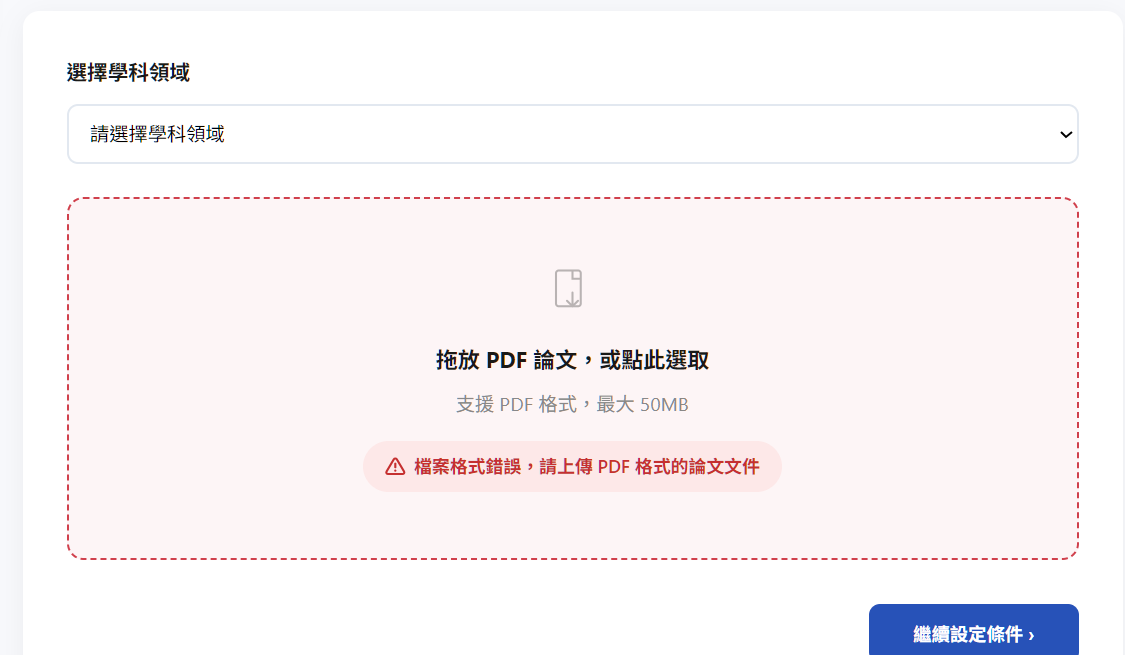 選擇學科領域
請選擇學科領域
拖放 PDF 論文，或點此選取
支援 PDF 格式，最大 50MB
檔案格式錯誤，請上傳 PDF 格式的論文文件
繼續設定條件 ›